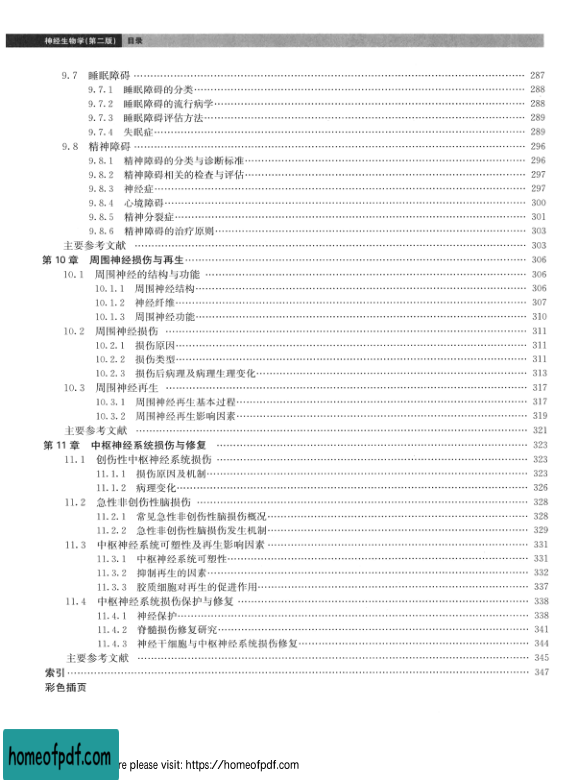 神经生物学(第二版) 目录
9.7 睡眠障碍 …… 287
9.7.1 睡眠障碍的分类 …… 288
9.7.2 睡眠障碍的流行病学 …… 288
9.7.3 睡眠障碍评估方法 …… 289
9.7.4 失眠症 …… 289
9.8 精神障碍 …… 296
9.8.1 精神障碍的分类与诊断标准 …… 296
9.8.2 精神障碍相关的检查与评估 …… 297
9.8.3 神经症 …… 297
9.8.4 心境障碍 …… 300
9.8.5 精神分裂症 …… 301
9.8.6 精神障碍的治疗原则 …… 303
主要参考文献 …… 303
第 10 章 周围神经损伤与再生 …… 306
10.1 周围神经的结构与功能 …… 306
10.1.1 周围神经结构 …… 306
10.1.2 神经纤维 …… 307
10.1.3 周围神经功能 …… 310
10.2 周围神经损伤 …… 311
10.2.1 损伤原因 …… 311
10.2.2 损伤类型 …… 311
10.2.3 损伤后病理及病理生理变化 …… 313
10.3 周围神经再生 …… 317
10.3.1 周围神经再生基本过程 …… 317
10.3.2 周围神经再生影响因素 …… 319
主要参考文献 …… 321
第 11 章 中枢神经系统损伤与修复 …… 323
11.1 创伤性中枢神经系统损伤 …… 323
11.1.1 损伤原因及机制 …… 323
11.1.2 病理变化 …… 326
11.2 急性非创伤性脑损伤 …… 328
11.2.1 常见急性非创伤性脑损伤概况 …… 328
11.2.2 急性非创伤性脑损伤发生机制 …… 329
11.3 中枢神经系统可塑性及再生影响因素 …… 331
11.3.1 中枢神经系统可塑性 …… 331
11.3.2 抑制再生的因素 …… 332
11.3.3 胶质细胞对再生的促进作用 …… 337
11.4 中枢神经系统损伤保护与修复 …… 338
11.4.1 神经保护 …… 338
11.4.2 脊髓损伤修复研究 …… 341
11.4.3 神经干细胞与中枢神经系统损伤修复 …… 344
主要参考文献 …… 345
索引 …… 347
彩色插页
homeofpdf.com re please visit: https://homeofpdf.com